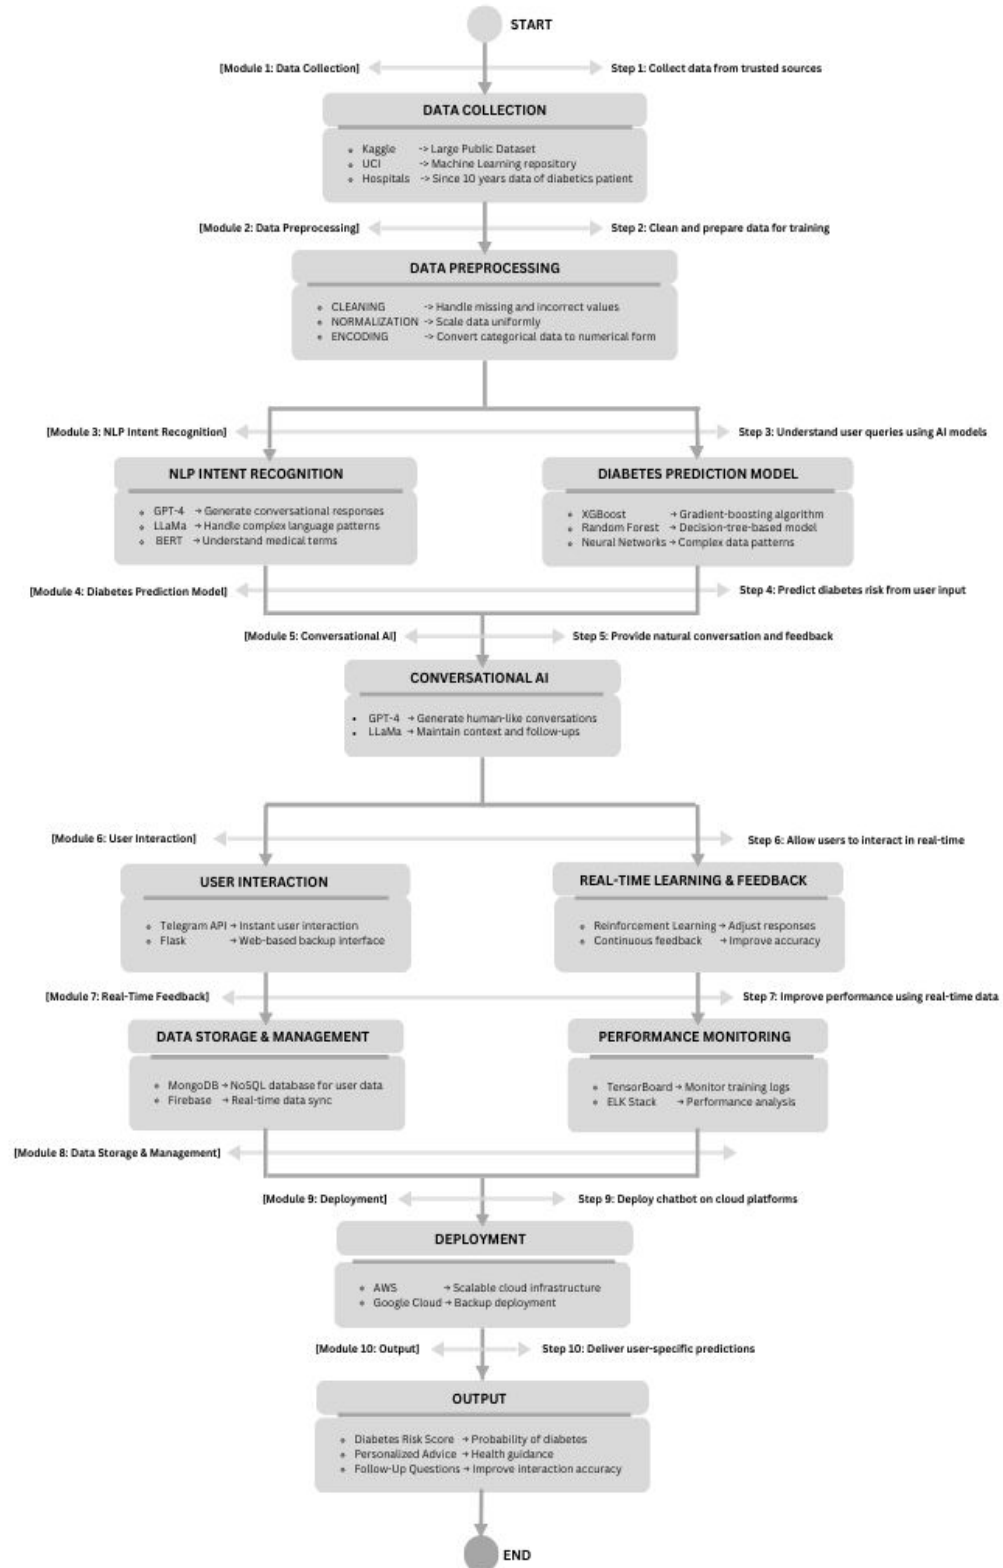 START
[Module 1: Data Collection]
Step 1: Collect data from trusted sources
DATA COLLECTION
Kaggle -> Large Public Dataset
UCI -> Machine Learning repository
Hospitals -> Since 10 years data of diabetics patient
[Module 2: Data Preprocessing]
Step 2: Clean and prepare data for training
DATA PREPROCESSING
CLEANING -> Handle missing and incorrect values
NORMALIZATION -> Scale data uniformly
ENCODING -> Convert categorical data to numerical form
[Module 3: NLP Intent Recognition]
Step 3: Understand user queries using AI models
NLP INTENT RECOGNITION
GPT-4 → Generate conversational responses
LLaMa → Handle complex language patterns
BERT → Understand medical terms
DIABETES PREDICTION MODEL
XGBoost → Gradient-boosting algorithm
Random Forest → Decision-tree-based model
Neural Networks → Complex data patterns
[Module 4: Diabetes Prediction Model]
Step 4: Predict diabetes risk from user input
[Module 5: Conversational AI]
Step 5: Provide natural conversation and feedback
CONVERSATIONAL AI
GPT-4 → Generate human-like conversations
LLaMa → Maintain context and follow-ups
[Module 6: User Interaction]
Step 6: Allow users to interact in real-time
USER INTERACTION
Telegram API → Instant user interaction
Flask → Web-based backup interface
REAL-TIME LEARNING & FEEDBACK
Reinforcement Learning → Adjust responses
Continuous feedback → Improve accuracy
[Module 7: Real-Time Feedback]
Step 7: Improve performance using real-time data
DATA STORAGE & MANAGEMENT
MongoDB → NoSQL database for user data
Firebase → Real-time data sync
PERFORMANCE MONITORING
TensorBoard → Monitor training logs
ELK Stack → Performance analysis
[Module 8: Data Storage & Management]
[Module 9: Deployment]
Step 9: Deploy chatbot on cloud platforms
DEPLOYMENT
AWS → Scalable cloud infrastructure
Google Cloud → Backup deployment
[Module 10: Output]
Step 10: Deliver user-specific predictions
OUTPUT
Diabetes Risk Score → Probability of diabetes
Personalized Advice → Health guidance
Follow-Up Questions → Improve interaction accuracy
END